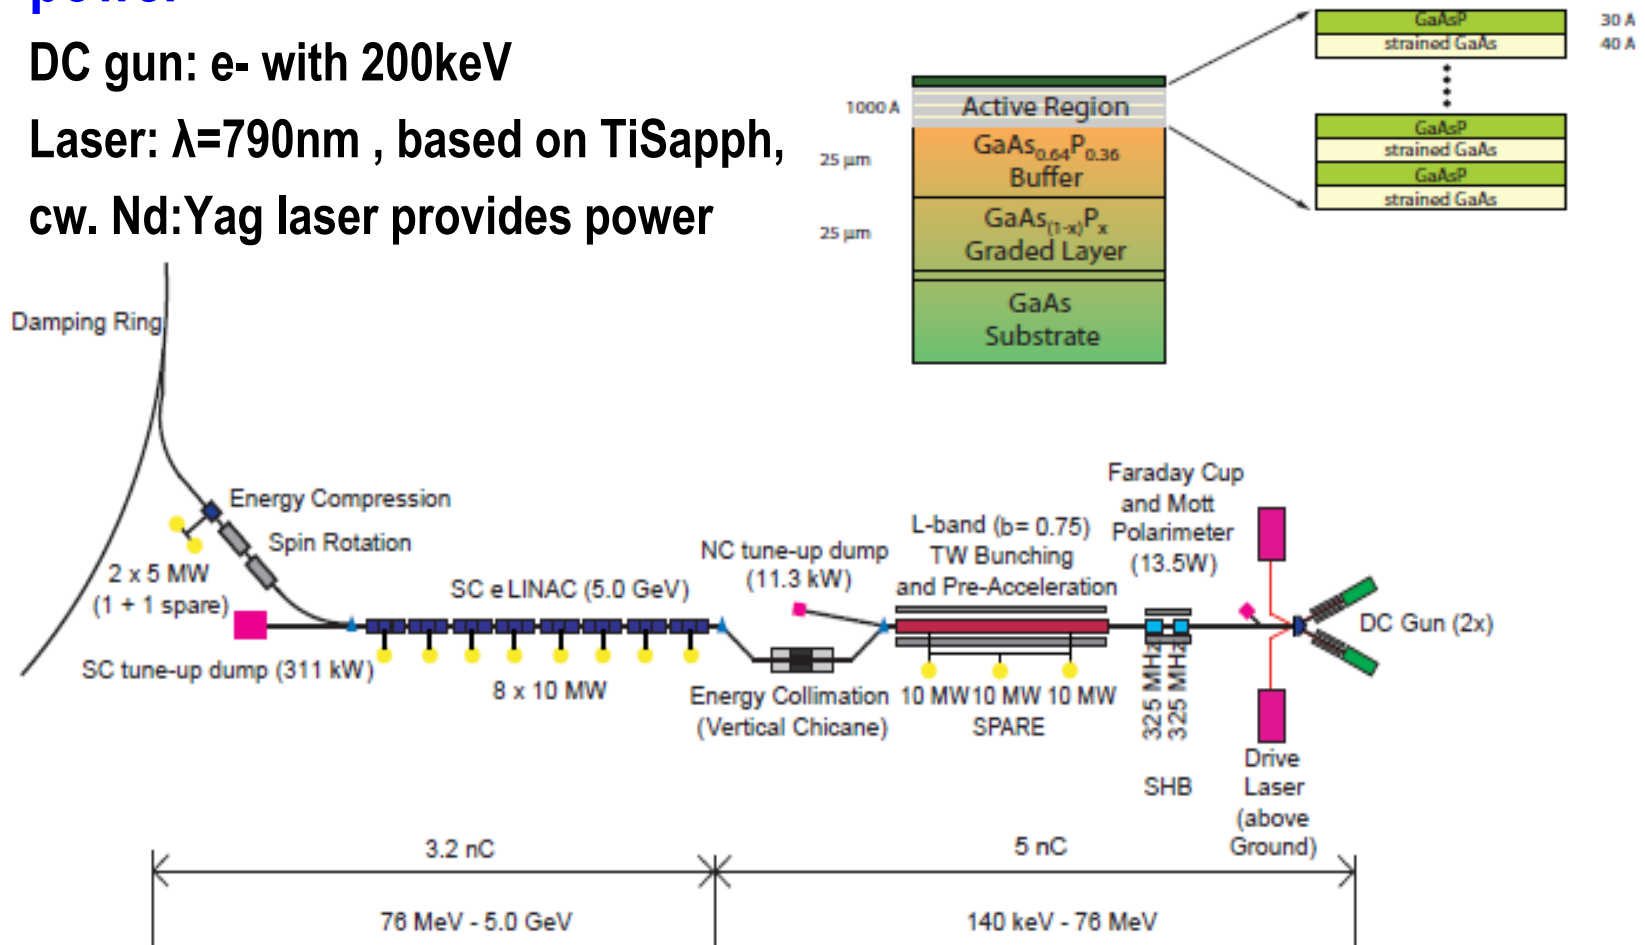 power
DC gun: e- with 200keV
Laser: λ=790nm , based on TiSapph,
cw. Nd:Yag laser provides power
1000 A
25 µm
25 µm
Active Region
GaAs0.64P0.36
Buffer
GaAs(1-x)Px
Graded Layer
GaAs
Substrate
GaAsP
30 A
strained GaAs
40 A
GaAsP
strained GaAs
GaAsP
strained GaAs
Damping Ring
Energy Compression
Spin Rotation
2 x 5 MW
(1 + 1 spare)
SC tune-up dump (311 kW)
SC e LINAC (5.0 GeV)
8 x 10 MW
NC tune-up dump
(11.3 kW)
Energy Collimation
(Vertical Chicane)
L-band (b= 0.75)
TW Bunching
and Pre-Acceleration
10 MW 10 MW 10 MW
SPARE
Faraday Cup
and Mott
Polarimeter
(13.5W)
325 MHz
325 MHz
SHB
DC Gun (2x)
Drive
Laser
(above
Ground)
3.2 nC
5 nC
76 MeV - 5.0 GeV
140 keV - 76 MeV